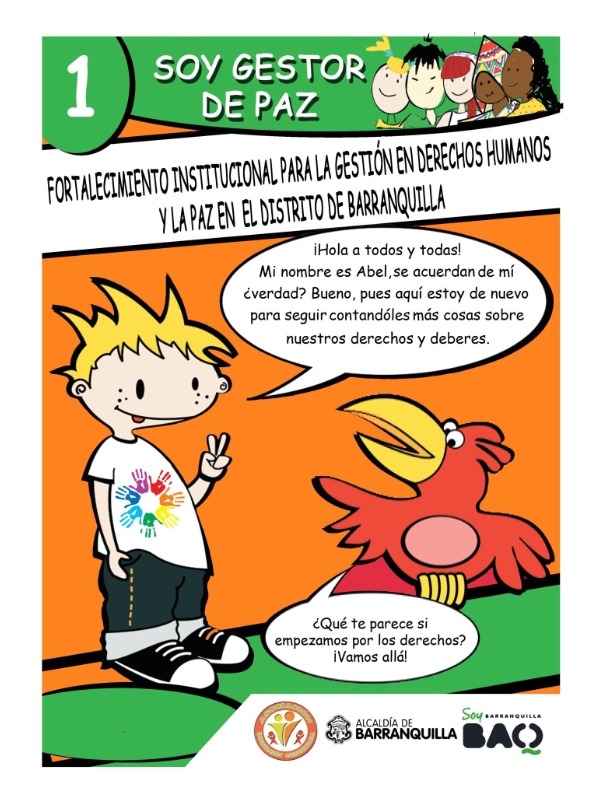 1
SOY GESTOR
DE PAZ
FORTALECIMIENTO INSTITUCIONAL PARA LA GESTIÓN EN DERECHOS HUMANOS
Y LA PAZ EN EL DISTRITO DE BARRANQUILLA
¡Hola a todos y todas!
Mi nombre es Abel, se acuerdan de mí
¿verdad? Bueno, pues aquí estoy de nuevo
para seguir contandóles más cosas sobre
nuestros derechos y deberes.
¿Qué te parece si
empezamos por los derechos?
¡Vamos allá!
ALCALDÍA DE
BARRANQUILLA
Soy BARRANQUILLA
BAQ